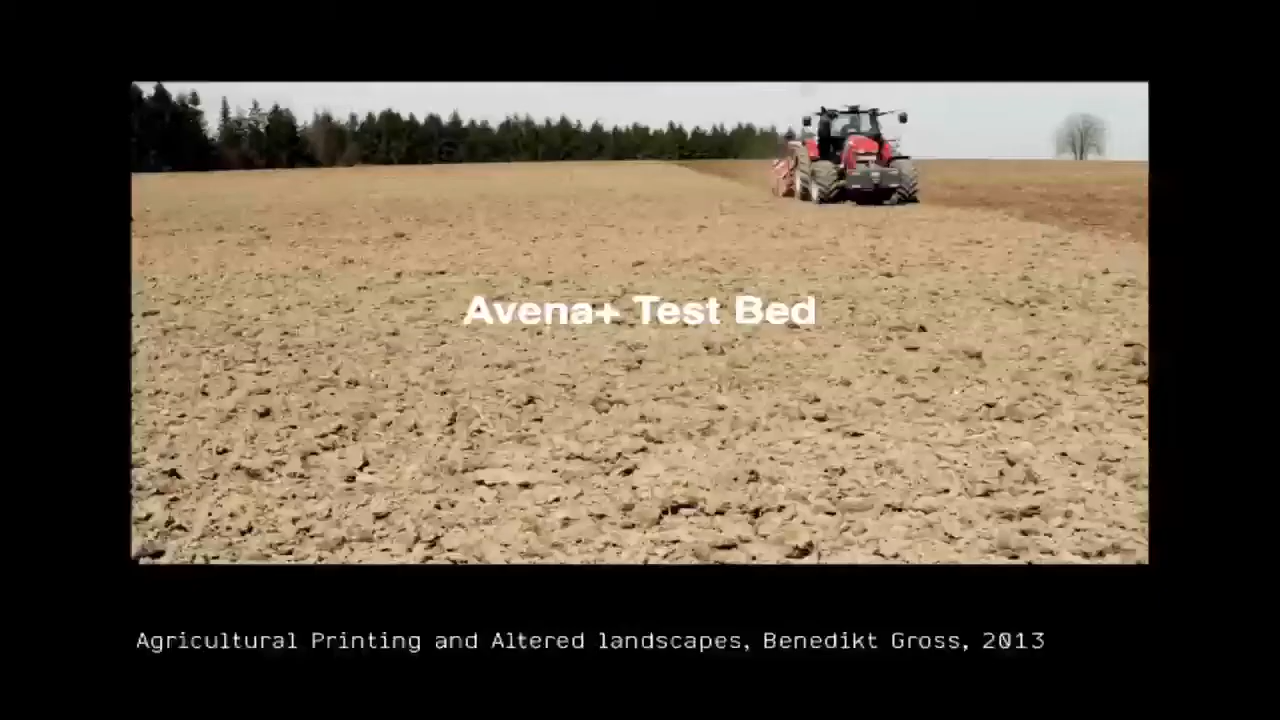 Avena+ Test Bed
Agricultural Printing and Altered landscapes, Benedikt Gross, 2013